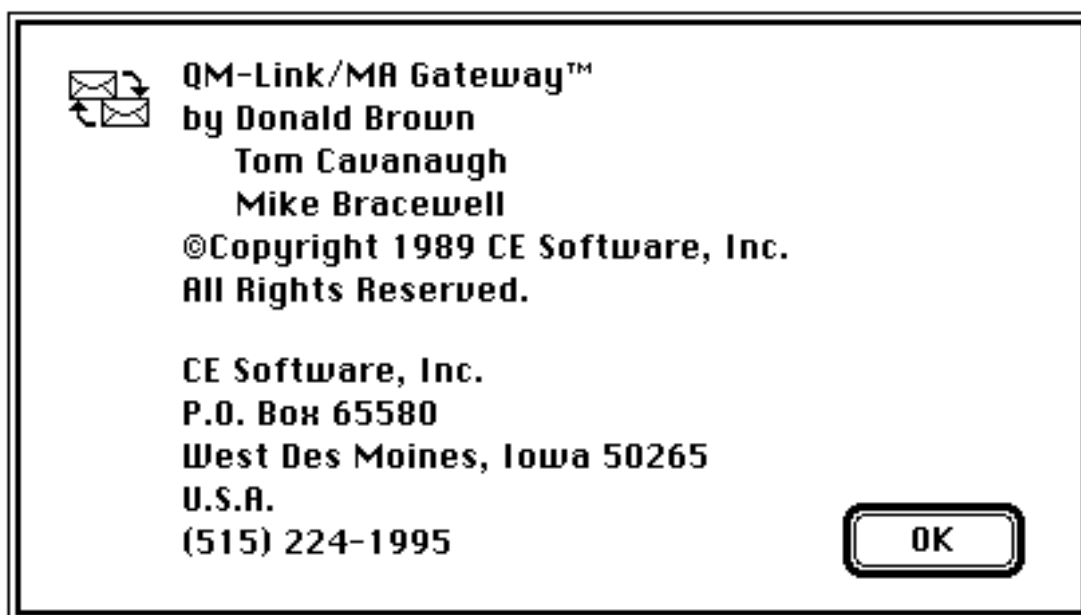 QM-Link/MA Gateway™
by Donald Brown
Tom Cavanaugh
Mike Bracewell
©Copyright 1989 CE Software, Inc.
All Rights Reserved.
CE Software, Inc.
P.O. Box 65580
West Des Moines, Iowa 50265
U.S.A.
(515) 224-1995
OK